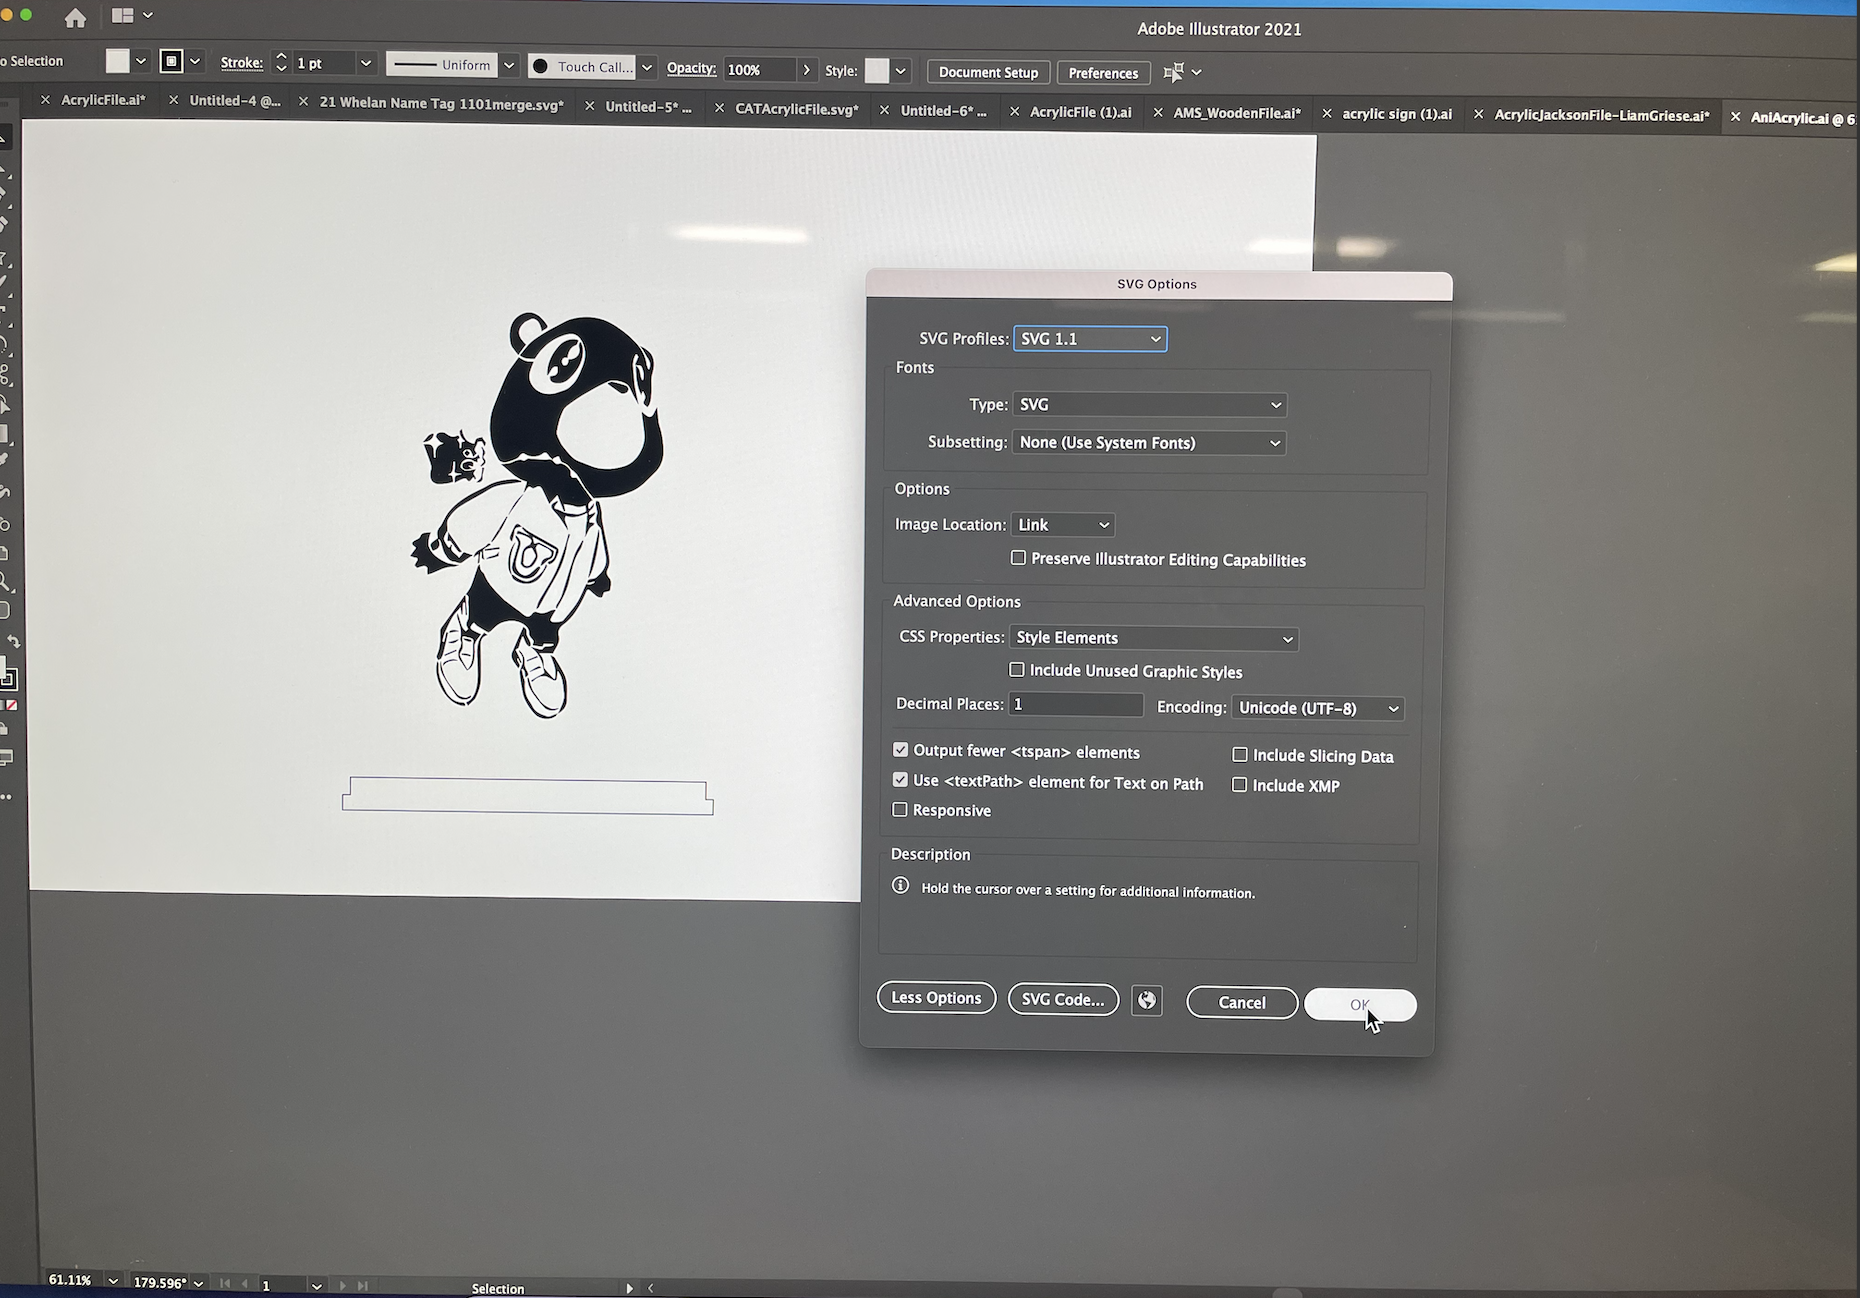 Adobe Illustrator 2021
o Selection
Stroke:
1 pt
Uniform
Touch Call...
Opacity:
100%
Style:
Document Setup
Preferences
AcrylicFile.ai*
Untitled-4 @...
21 Whelan Name Tag 1101merge.svg*
Untitled-5* ...
CATAcrylicFile.svg*
Untitled-6* ...
AcrylicFile (1).ai
AMS_WoodenFile.ai*
acrylic sign (1).ai
AcrylicJacksonFile-LiamGriese.ai*
AniAcrylic.ai @ 6
SVG Options
SVG Profiles: SVG 1.1
Fonts
Type: SVG
Subsetting: None (Use System Fonts)
Options
Image Location: Link
Preserve Illustrator Editing Capabilities
Advanced Options
CSS Properties: Style Elements
Include Unused Graphic Styles
Decimal Places: 1
Encoding: Unicode (UTF-8)
Output fewer <tspan> elements
Include Slicing Data
Use <textPath> element for Text on Path
Include XMP
Responsive
Description
Hold the cursor over a setting for additional information.
Less Options
SVG Code...
Cancel
OK
61.11%
179.596°
1
Selection